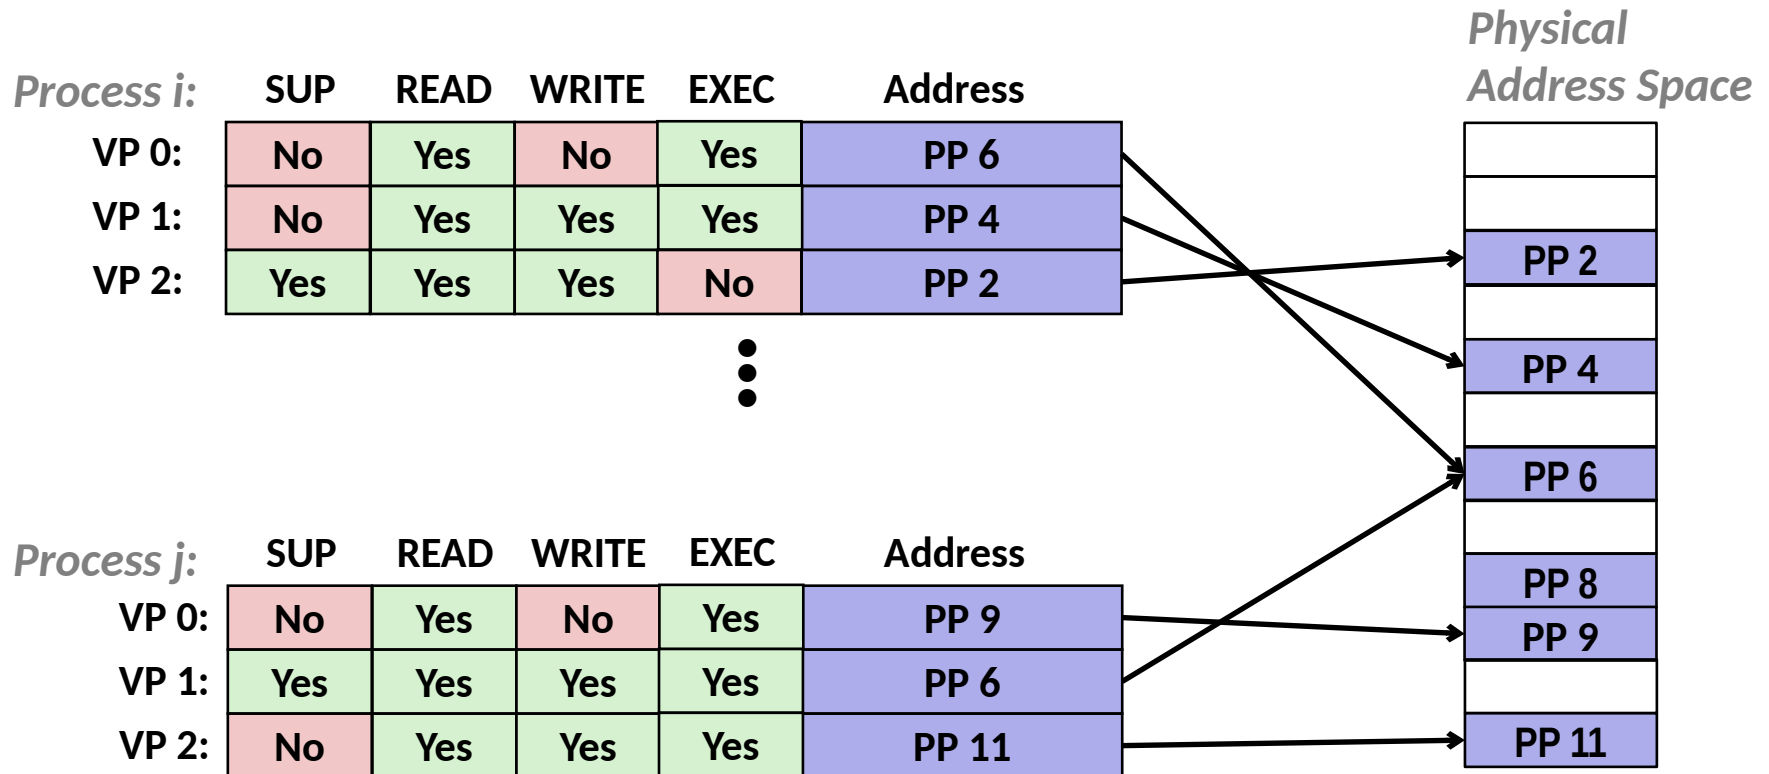 Physical
Address Space
Process i: SUP READ WRITE EXEC Address
VP 0: No Yes No Yes PP 6
VP 1: No Yes Yes Yes PP 4
VP 2: Yes Yes Yes No PP 2
PP 2
PP 4
PP 6
Process j: SUP READ WRITE EXEC Address
VP 0: No Yes No Yes PP 9
VP 1: Yes Yes Yes Yes PP 6
VP 2: No Yes Yes Yes PP 11
PP 8
PP 9
PP 11